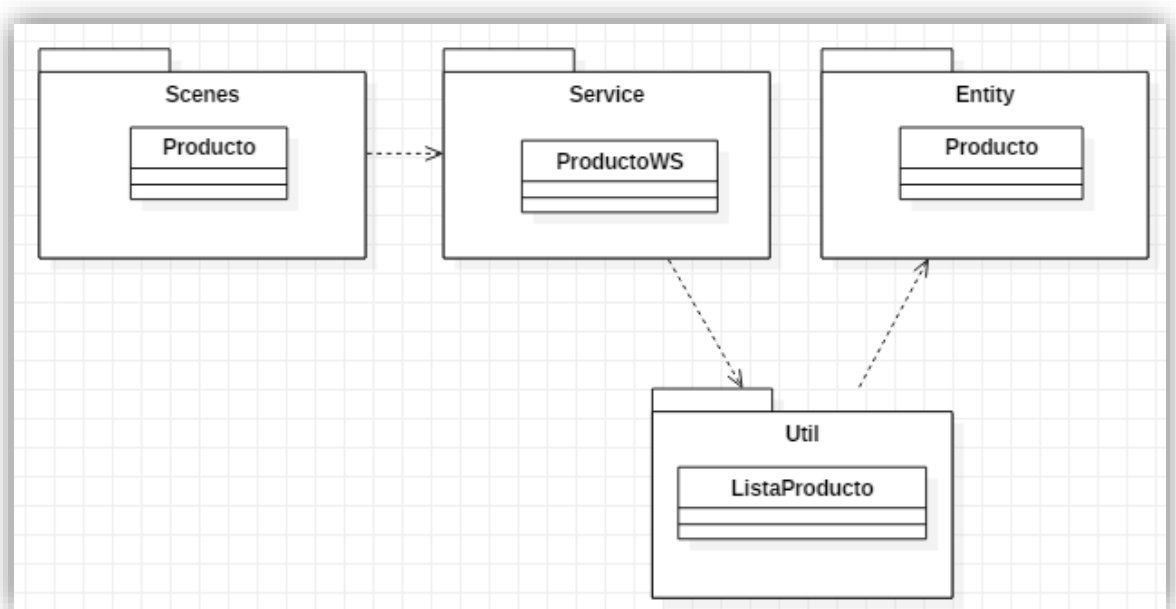 Scenes
Producto
Service
ProductoWS
Entity
Producto
Util
ListaProducto